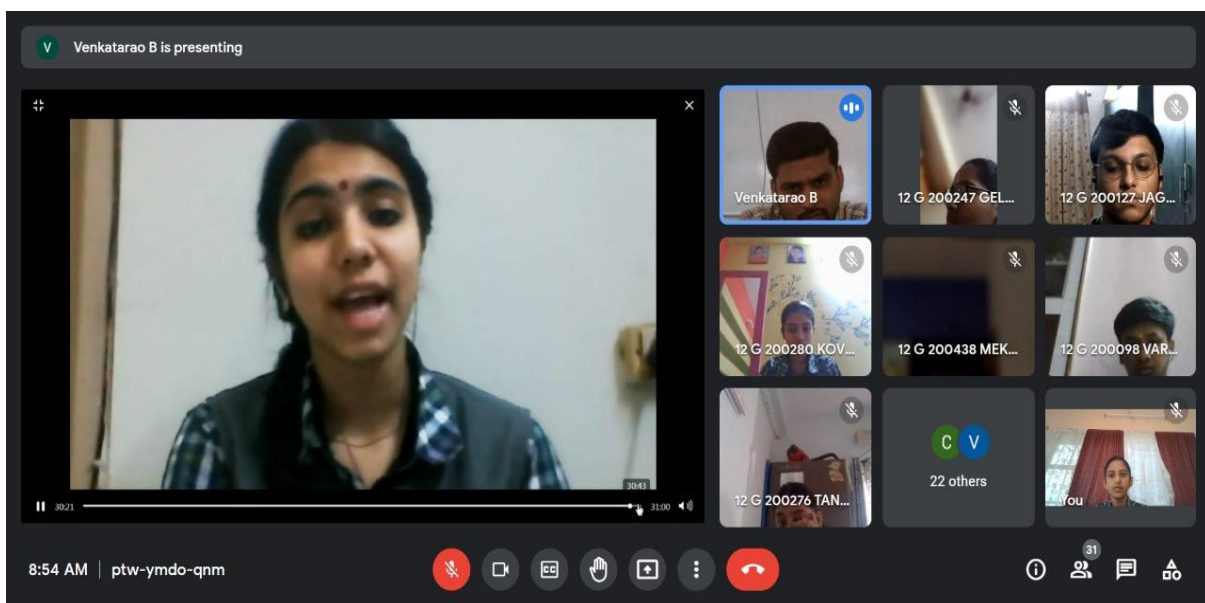 V Venkatarao B is presenting
Venkatarao B
12 G 200247 GEL...
12 G 200127 JAG...
12 G 200280 KOV...
12 G 200438 MEK...
12 G 200098 VAR...
12 G 200276 TAN...
C V
22 others
You
30:43
30:21
31:00
8:54 AM | ptw-ymdo-qnm
CC
31